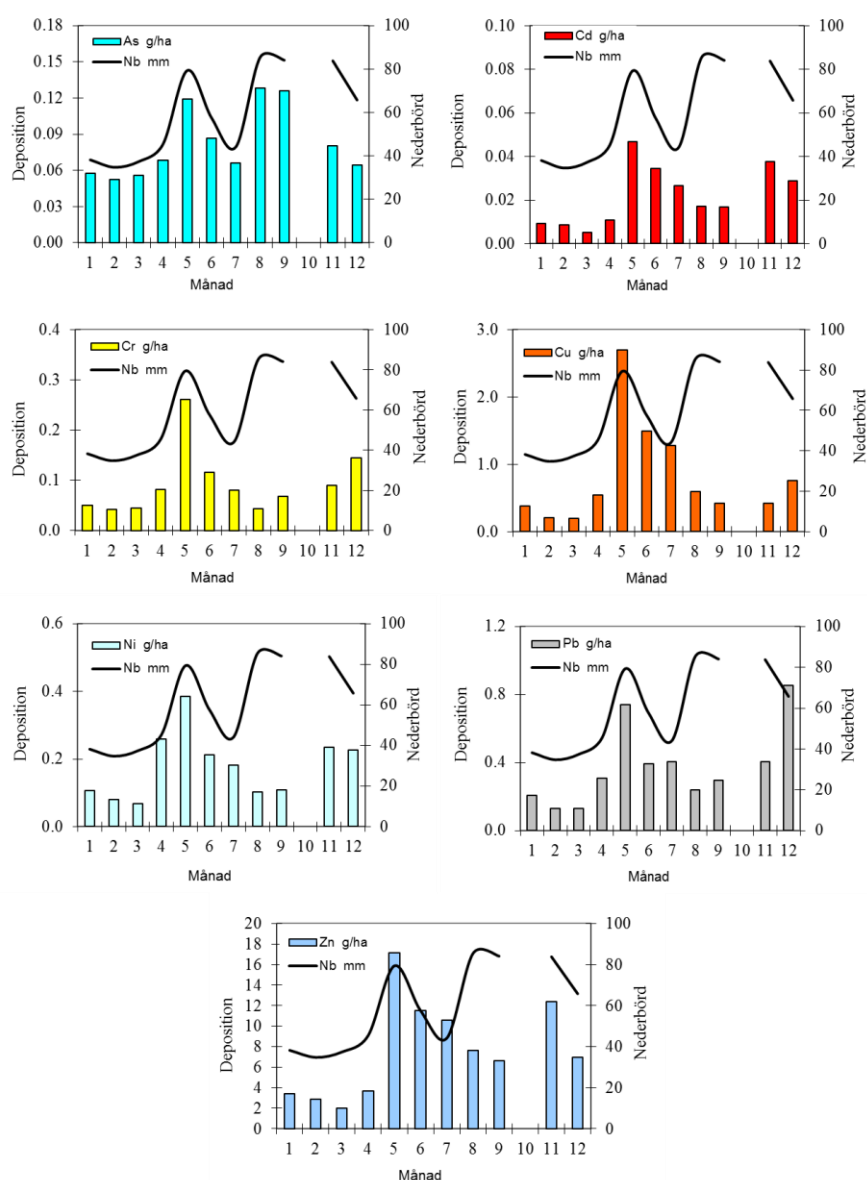 0.18
0.15
0.12
0.09
0.06
0.03
0.00
Deposition
As g/ha
Nb mm
100
80
60
40
20
0
Nederbörd
1 2 3 4 5 6 7 8 9 10 11 12
Månad
0.10
0.08
0.06
0.04
0.02
0.00
Deposition
Cd g/ha
Nb mm
100
80
60
40
20
0
Nederbörd
1 2 3 4 5 6 7 8 9 10 11 12
Månad
0.4
0.3
0.2
0.1
0.0
Deposition
Cr g/ha
Nb mm
100
80
60
40
20
0
Nederbörd
1 2 3 4 5 6 7 8 9 10 11 12
Månad
3.0
2.0
1.0
0.0
Deposition
Cu g/ha
Nb mm
100
80
60
40
20
0
Nederbörd
1 2 3 4 5 6 7 8 9 10 11 12
Månad
0.6
0.4
0.2
0.0
Deposition
Ni g/ha
Nb mm
100
80
60
40
20
0
Nederbörd
1 2 3 4 5 6 7 8 9 10 11 12
Månad
1.2
0.8
0.4
0.0
Deposition
Pb g/ha
Nb mm
100
80
60
40
20
0
Nederbörd
1 2 3 4 5 6 7 8 9 10 11 12
Månad
20
18
16
14
12
10
8
6
4
2
0
Deposition
Zn g/ha
Nb mm
100
80
60
40
20
0
Nederbörd
1 2 3 4 5 6 7 8 9 10 11 12
Månad